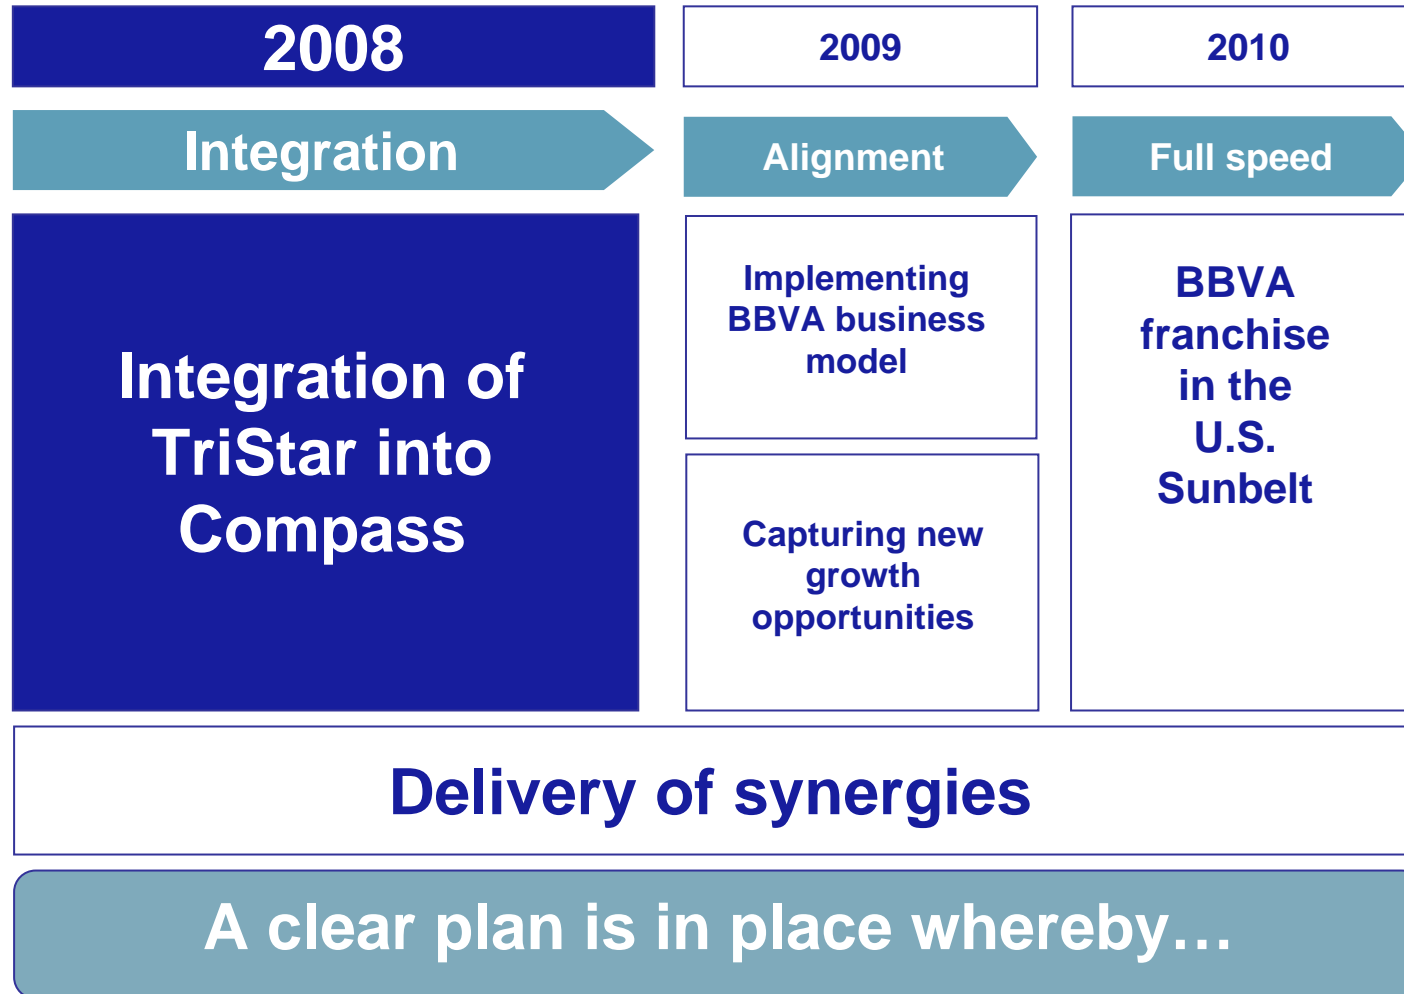 2008
2009
2010
Integration
Alignment
Full speed
Integration of
TriStar into
Compass
Implementing
BBVA business
model
Capturing new
growth
opportunities
BBVA
franchise
in the
U.S.
Sunbelt
Delivery of synergies
A clear plan is in place whereby…